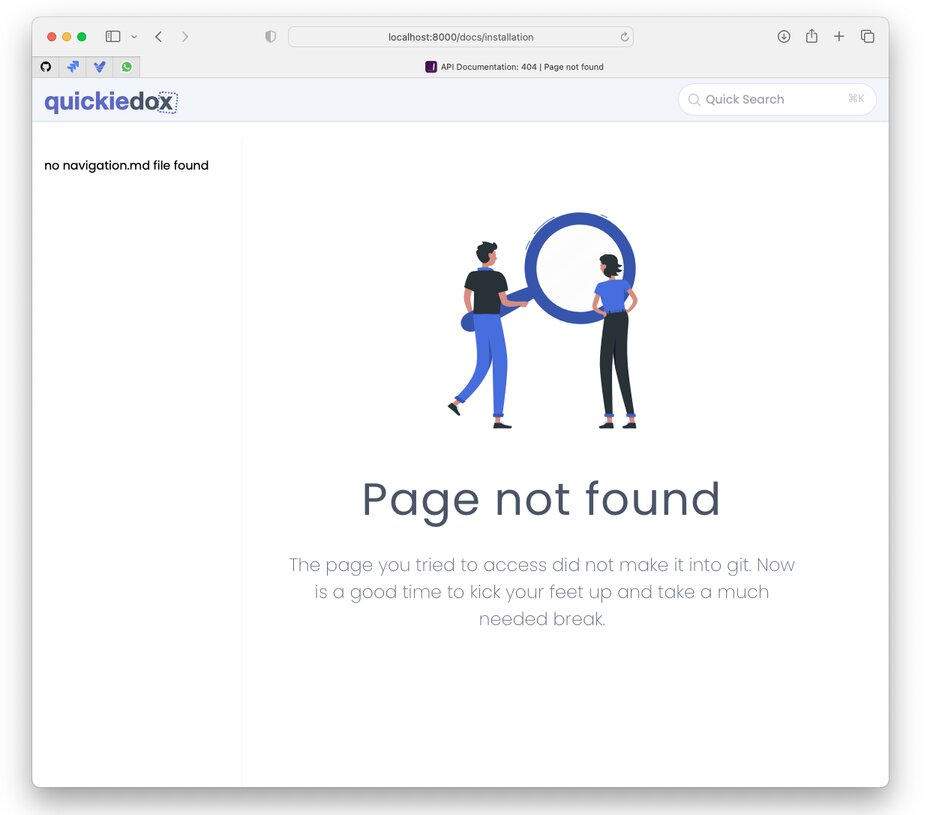 localhost:8000/docs/installation
API Documentation: 404 | Page not found
quickiedox
Quick Search
⌘K
no navigation.md file found
Page not found
The page you tried to access did not make it into git. Now
is a good time to kick your feet up and take a much
needed break.